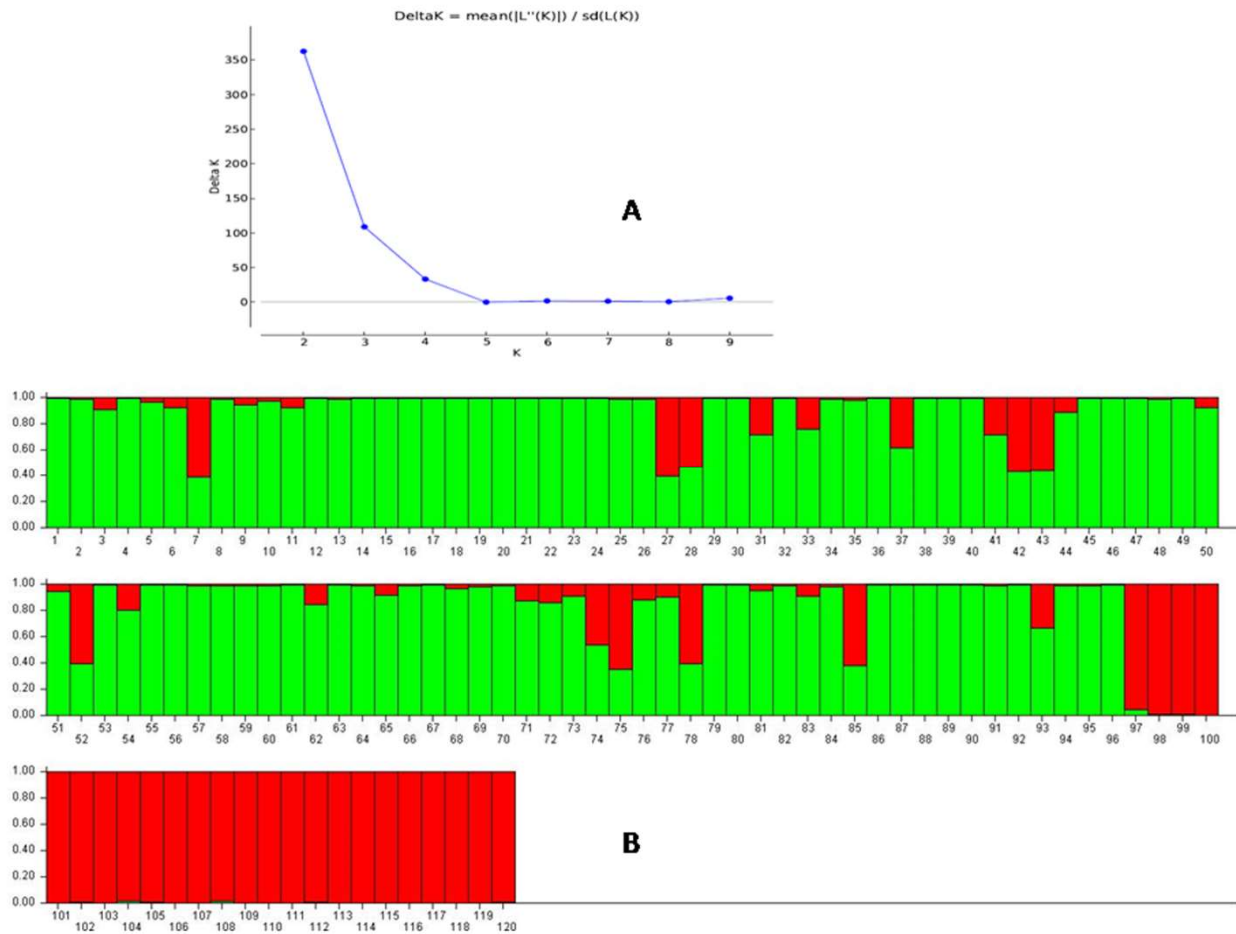 DeltaK = mean(|L''(K)|) / sd(L(K))
350
300
250
200
150
100
50
0
Delta K
A
2 3 4 5 6 7 8 9
K
1.00
0.80
0.60
0.40
0.20
0.00
1 3 5 7 9 11 13 15 17 19 21 23 25 27 29 31 33 35 37 39 41 43 45 47 49
2 4 6 8 10 12 14 16 18 20 22 24 26 28 30 32 34 36 38 40 42 44 46 48 50
1.00
0.80
0.60
0.40
0.20
0.00
51 53 55 57 59 61 63 65 67 69 71 73 75 77 79 81 83 85 87 89 91 93 95 97 99
52 54 56 58 60 62 64 66 68 70 72 74 76 78 80 82 84 86 88 90 92 94 96 98 100
1.00
0.80
0.60
0.40
0.20
0.00
B
101 103 105 107 109 111 113 115 117 119
102 104 106 108 110 112 114 116 118 120